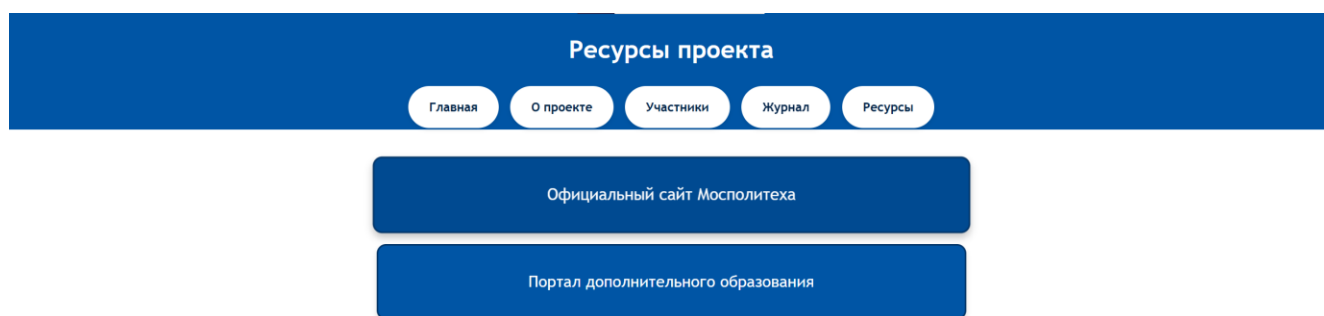 Ресурсы проекта
Главная О проекте Участники Журнал Ресурсы
Официальный сайт Мосполитеха
Портал дополнительного образования